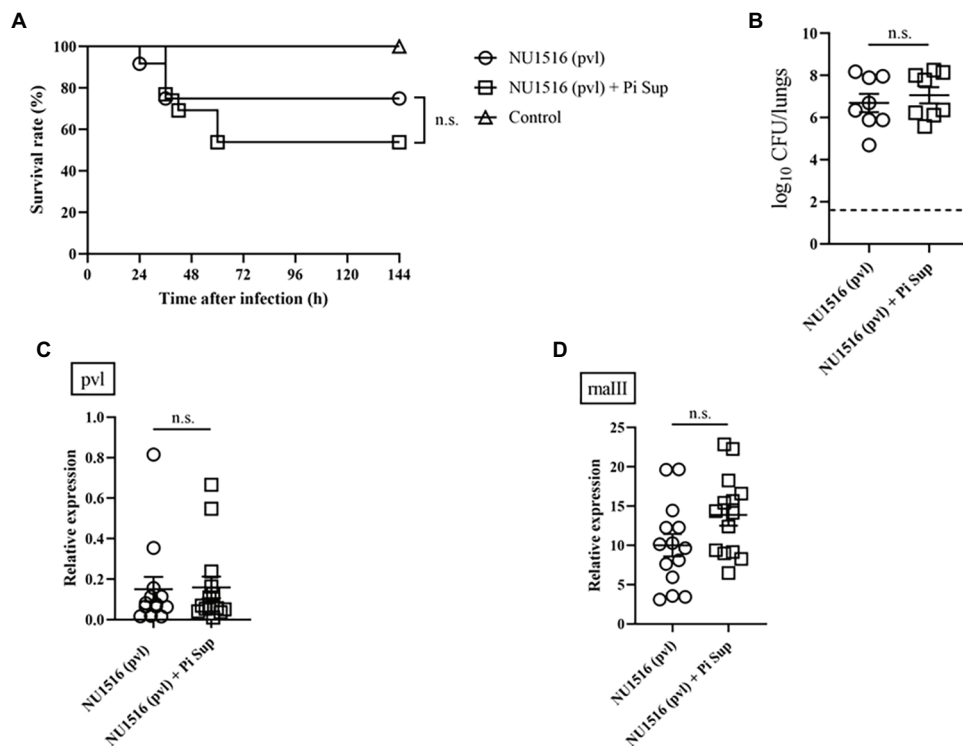 A
100
80
60
40
20
0
Survival rate (%)
0 24 48 72 96 120 144
Time after infection (h)
n.s.
NU1516 (pvl)
NU1516 (pvl) + Pi Sup
Control
B
n.s.
10
8
6
4
2
0
log10 CFU/lungs
NU1516 (pvl)
NU1516 (pvl) + Pi Sup
C
pvl
n.s.
1.0
0.8
0.6
0.4
0.2
0.0
Relative expression
NU1516 (pvl)
NU1516 (pvl) + Pi Sup
D
rnaIII
n.s.
25
20
15
10
5
0
Relative expression
NU1516 (pvl)
NU1516 (pvl) + Pi Sup